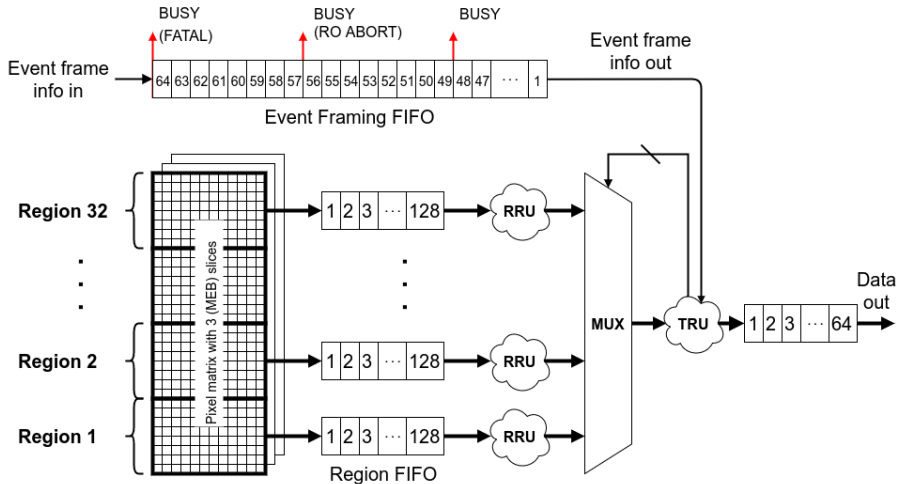 BUSY
(FATAL)
BUSY
(RO ABORT)
BUSY
Event frame
info in
64 63 62 61 60 59 58 57 56 55 54 53 52 51 50 49 48 47 ··· 1
Event frame
info out
Event Framing FIFO
Region 32
1 2 3 ··· 128
RRU
Pixel matrix with 3 (MEB) slices
MUX
TRU
1 2 3 ··· 64
Data
out
Region 2
1 2 3 ··· 128
RRU
Region 1
1 2 3 ··· 128
RRU
Region FIFO